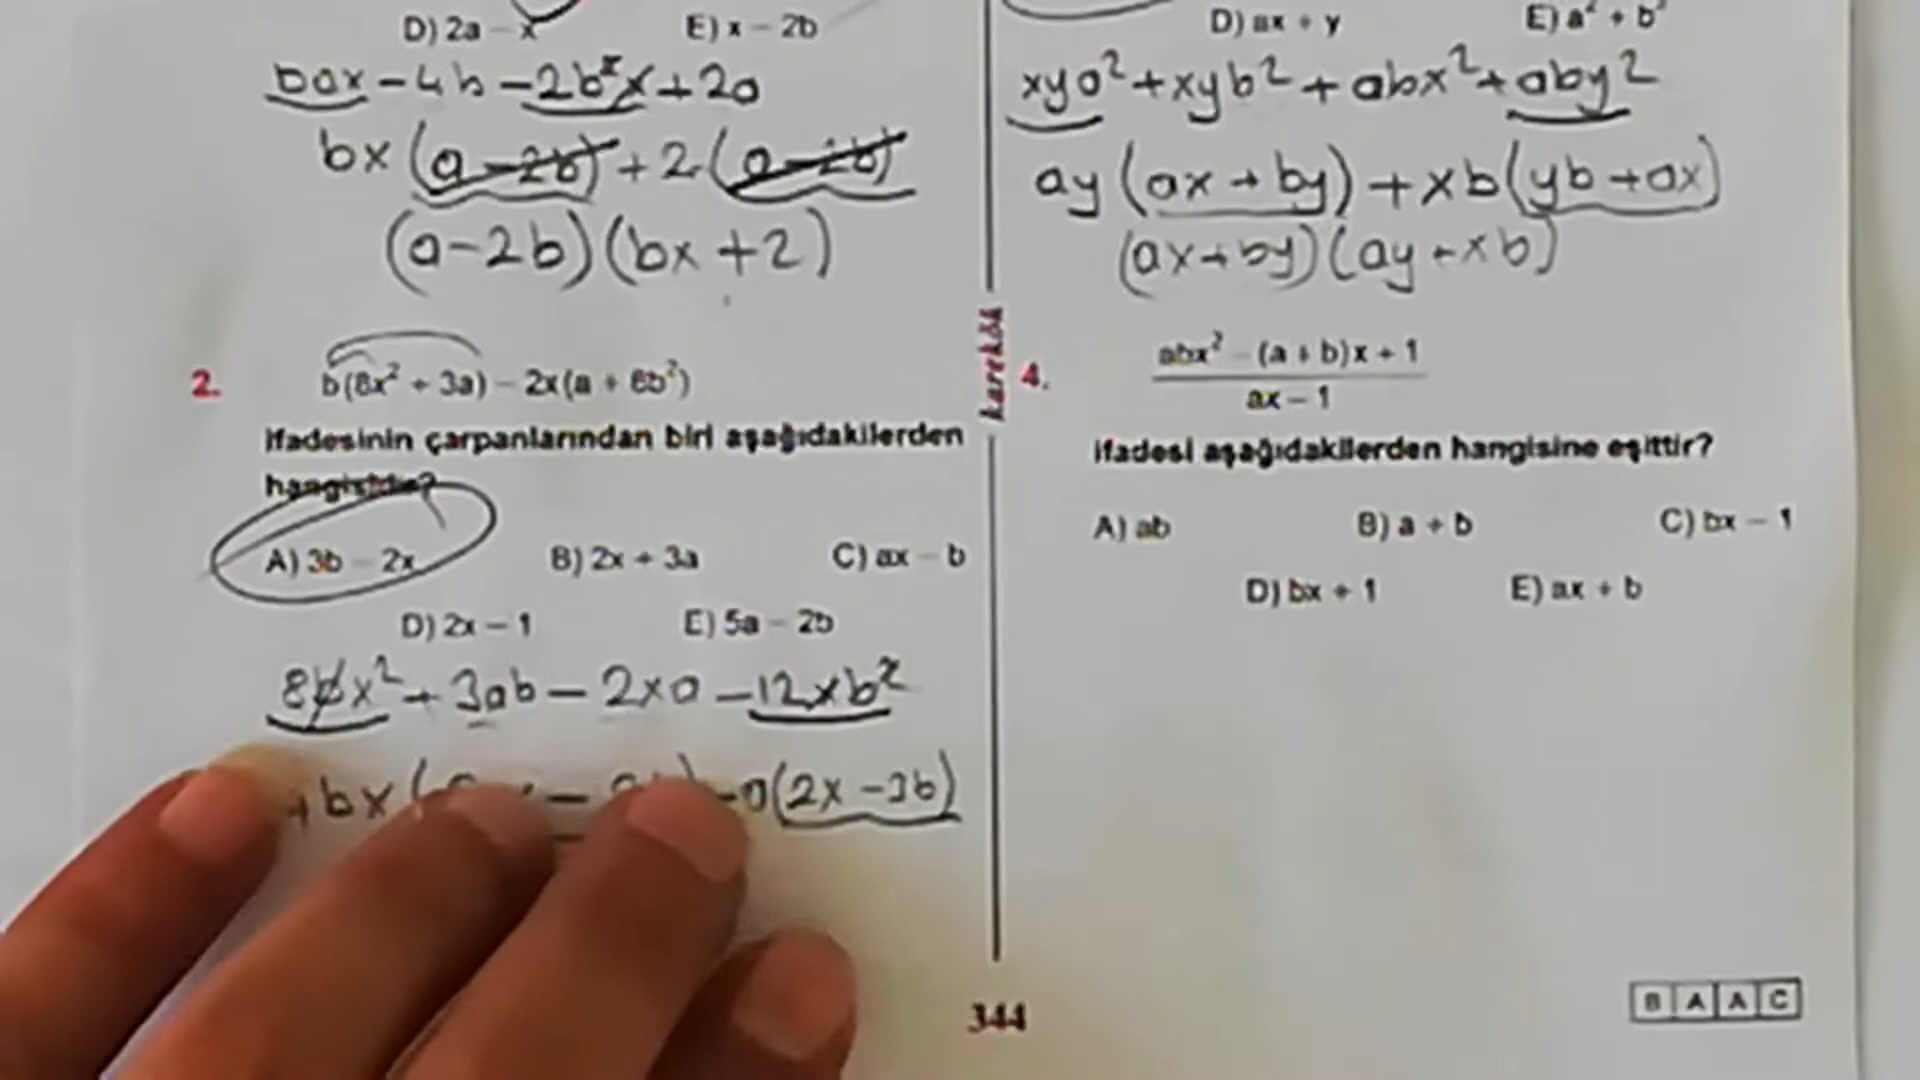 D) 2a – x E) x – 2b
bax – 4b – 2b²x + 2a
bx (a – 2b) + 2 (a – 2b)
(a – 2b) (bx + 2)
2. b(8x² + 3a) – 2x(a + 6b²)
ifadesinin çarpanlarından biri aşağıdakilerden
hangisidir?
A) 3b – 2x B) 2x + 3a C) ax – b
D) 2x – 1 E) 5a – 2b
8bx² + 3ab – 2xa – 12xb²
bx ( – a(2x – 3b)
karekök
D) ax + y E) a² + b²
xya² + xyb² + abx² + aby²
ay (ax + by) + xb (yb + ax)
(ax + by) (ay + xb)
4. abx² – (a + b)x + 1
ax – 1
ifadesi aşağıdakilerden hangisine eşittir?
A) ab B) a + b C) bx – 1
D) bx + 1 E) ax + b
344
B A A C